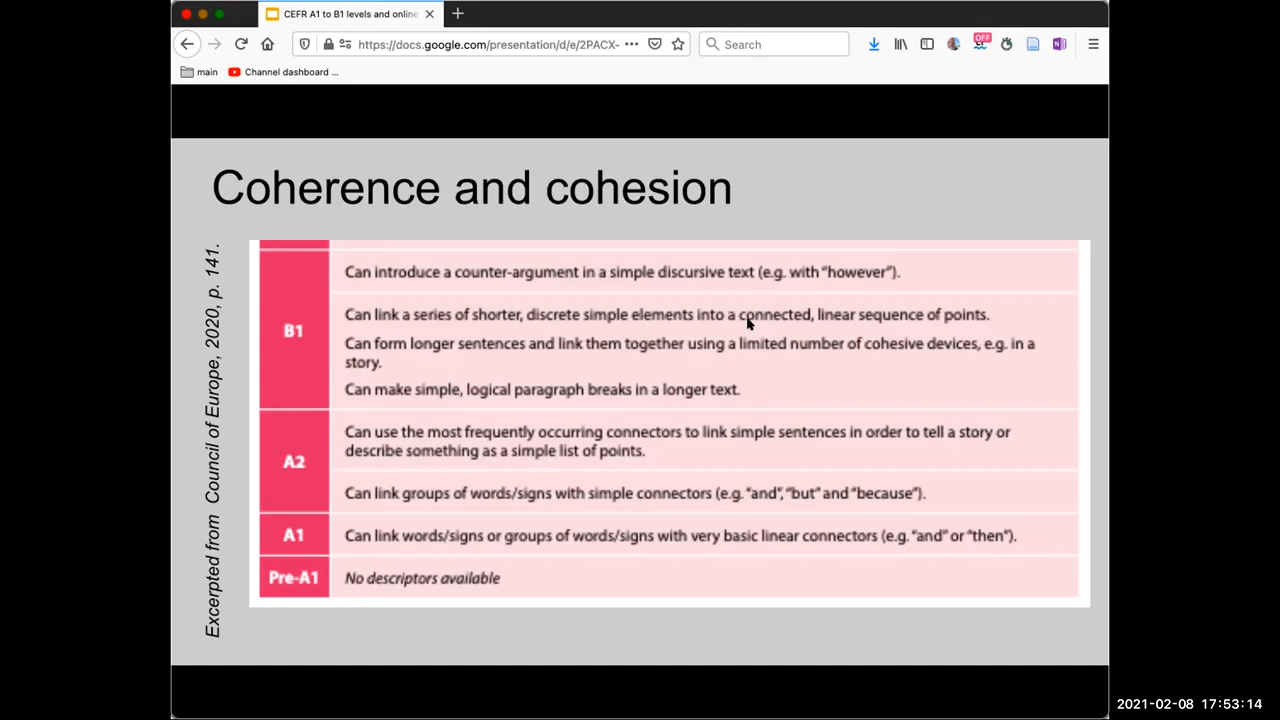 CEFR A1 to B1 levels and online
https://docs.google.com/presentation/d/e/2PACX-
Search
OFF
main
Channel dashboard ...
Coherence and cohesion
Excerpted from Council of Europe, 2020, p. 141.
B1
Can introduce a counter-argument in a simple discursive text (e.g. with “however”).
Can link a series of shorter, discrete simple elements into a connected, linear sequence of points.
Can form longer sentences and link them together using a limited number of cohesive devices, e.g. in a
story.
Can make simple, logical paragraph breaks in a longer text.
A2
Can use the most frequently occurring connectors to link simple sentences in order to tell a story or
describe something as a simple list of points.
Can link groups of words/signs with simple connectors (e.g. “and”, “but” and “because”).
A1
Can link words/signs or groups of words/signs with very basic linear connectors (e.g. “and” or “then”).
Pre-A1
No descriptors available
2021-02-08 17:53:14